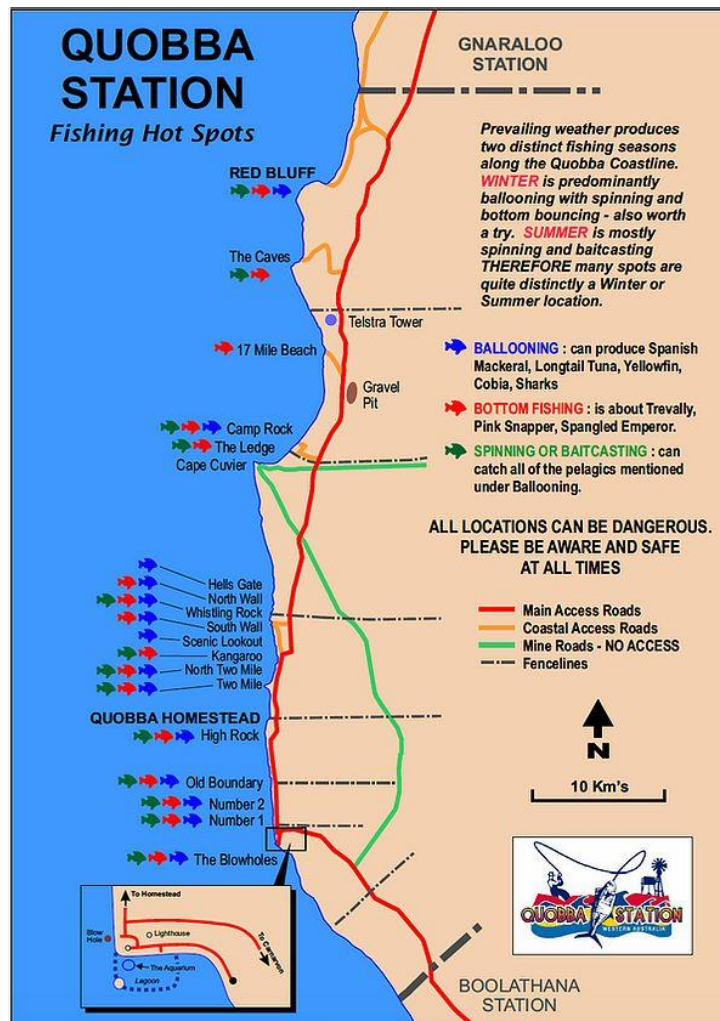 QUOBBA
STATION
Fishing Hot Spots
GNARALOO
STATION
Prevailing weather produces
two distinct fishing seasons
along the Quobba Coastline.
WINTER is predominantly
ballooning with spinning and
bottom bouncing - also worth
a try. SUMMER is mostly
spinning and baitcasting
THEREFORE many spots are
quite distinctly a Winter or
Summer location.
RED BLUFF
The Caves
Telstra Tower
17 Mile Beach
Gravel
Pit
BALLOONING : can produce Spanish
Mackeral, Longtail Tuna, Yellowfin,
Cobia, Sharks
BOTTOM FISHING : is about Trevally,
Pink Snapper, Spangled Emperor.
SPINNING OR BAITCASTING : can
catch all of the pelagics mentioned
under Ballooning.
Camp Rock
The Ledge
Cape Cuvier
ALL LOCATIONS CAN BE DANGEROUS.
PLEASE BE AWARE AND SAFE
AT ALL TIMES
Hells Gate
North Wall
Whistling Rock
South Wall
Scenic Lookout
Kangaroo
North Two Mile
Two Mile
Main Access Roads
Coastal Access Roads
Mine Roads - NO ACCESS
Fencelines
QUOBBA HOMESTEAD
High Rock
N
10 Km's
Old Boundary
Number 2
Number 1
The Blowholes
QUOBBA STATION
WESTERN AUSTRALIA
To Homestead
Blow
Hole
Lighthouse
To Carnarvon
The Aquarium
Lagoon
BOOLATHANA
STATION